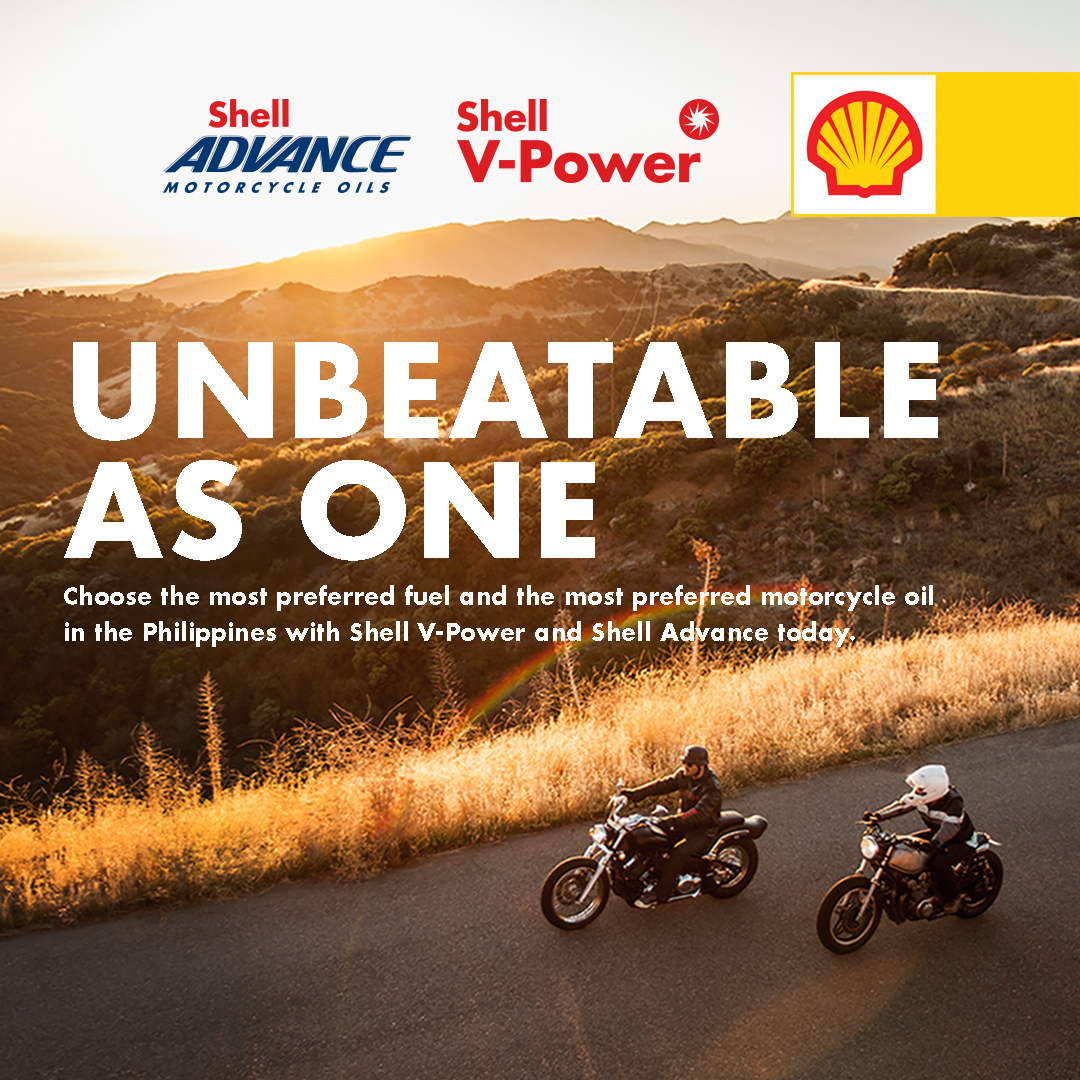 Shell
ADVANCE
MOTORCYCLE OILS
Shell
V-Power
UNBEATABLE
AS ONE
Choose the most preferred fuel and the most preferred motorcycle oil
in the Philippines with Shell V-Power and Shell Advance today.